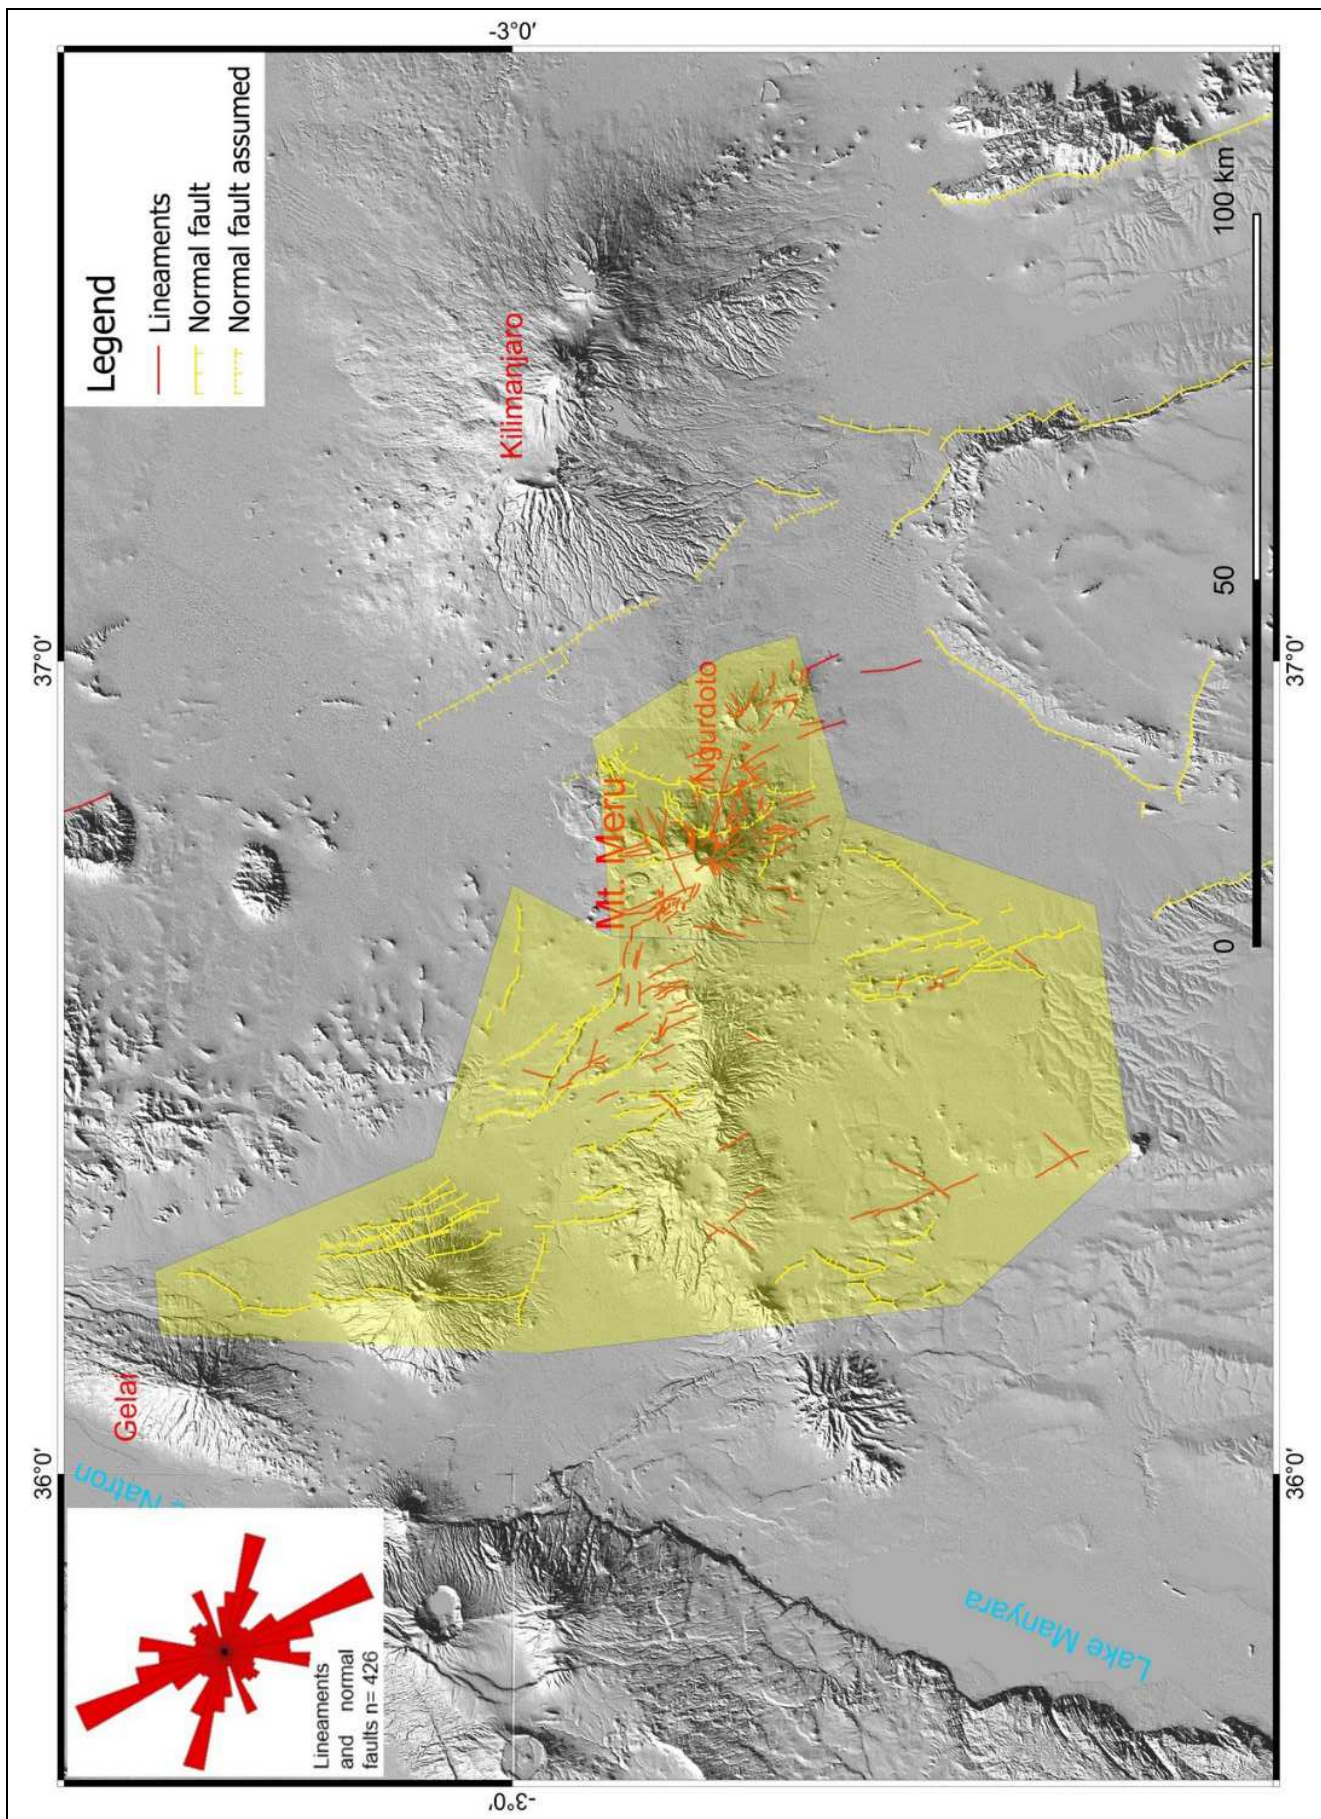 -3°0′
Legend
Lineaments
Normal fault
Normal fault assumed
Kilimanjaro
37°0′
37°0′
Ngurdoto
Mt. Meru
0
50
100 km
Gelai
36°0′
36°0′
Natron
Lake Manyara
Lineaments
and normal
faults n= 426
-3°0′